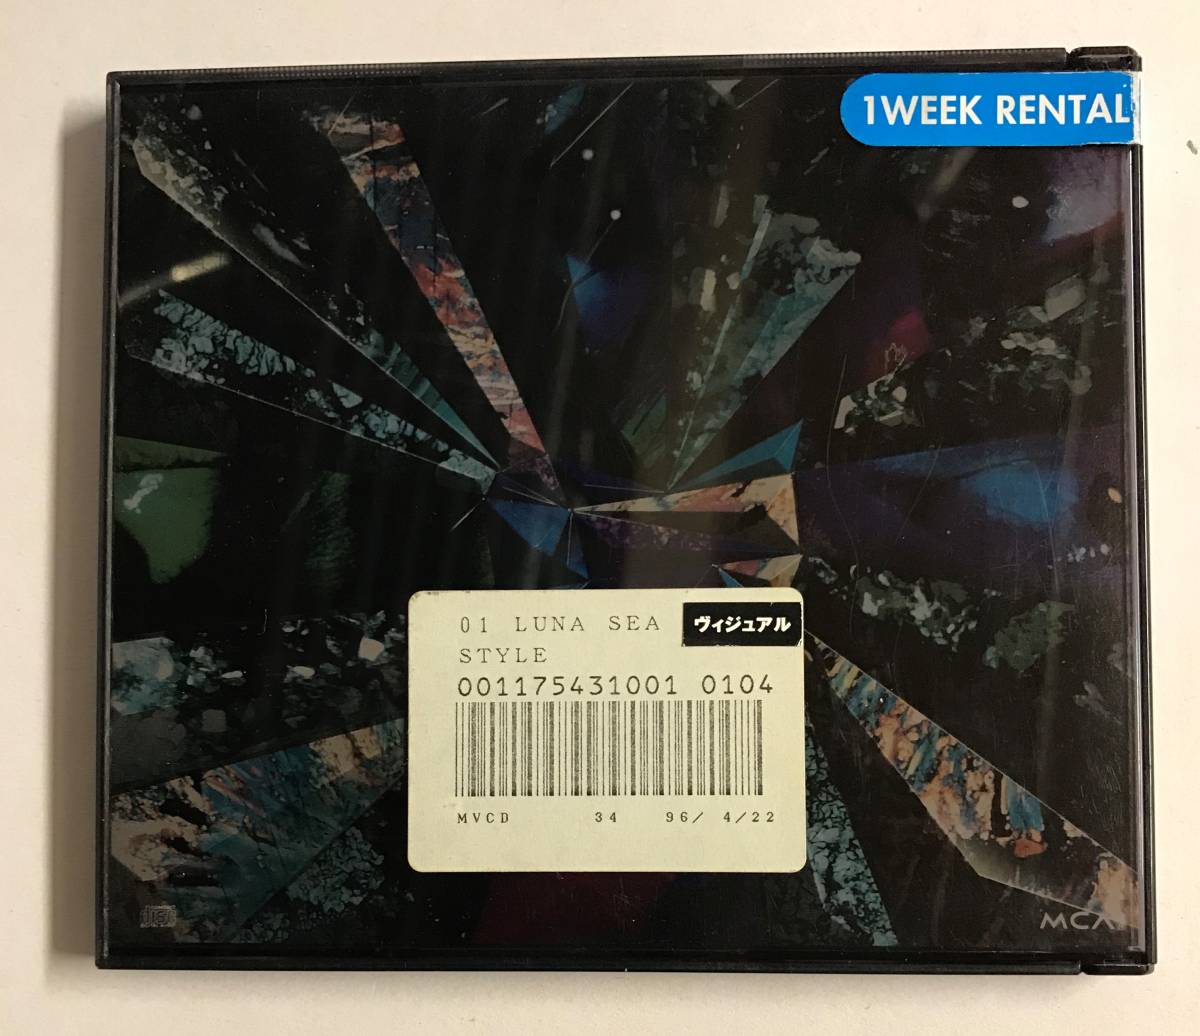 1WEEK RENTAL
01 LUNA SEA ヴィジュアル
STYLE
001175431001 0104
MVCD 34 96/ 4/22
MCA